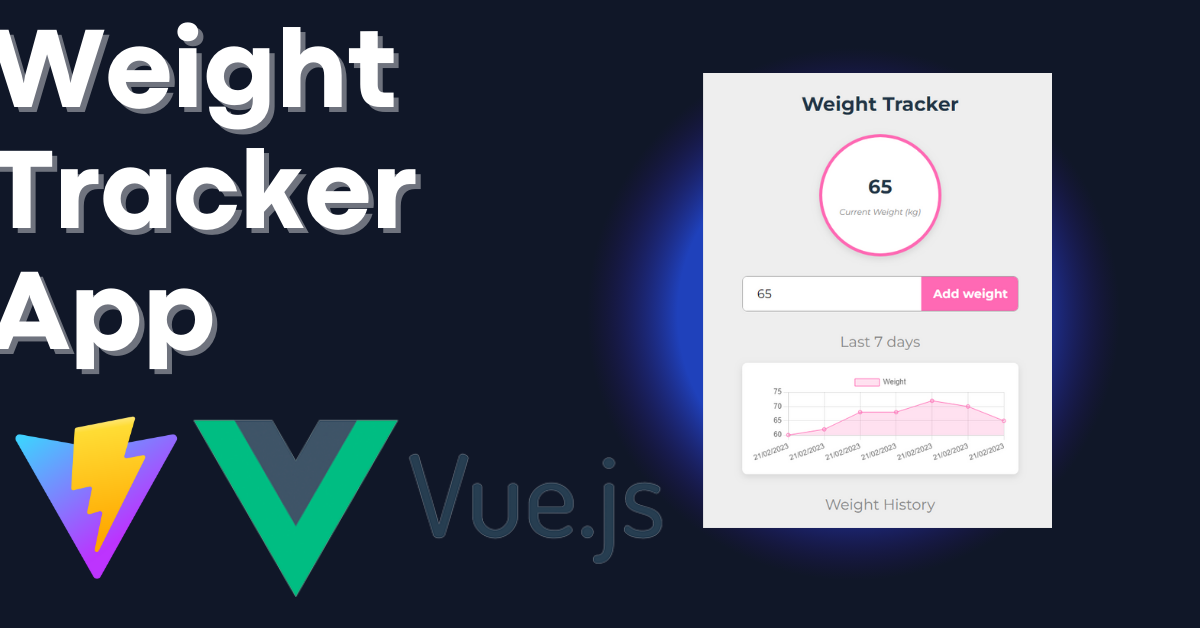 Weight
Tracker
App
Vue.js
Weight Tracker
65
Current Weight (kg)
65
Add weight
Last 7 days
Weight
75
70
65
60
21/02/2023 21/02/2023 21/02/2023 21/02/2023 21/02/2023 21/02/2023 21/02/2023
Weight History